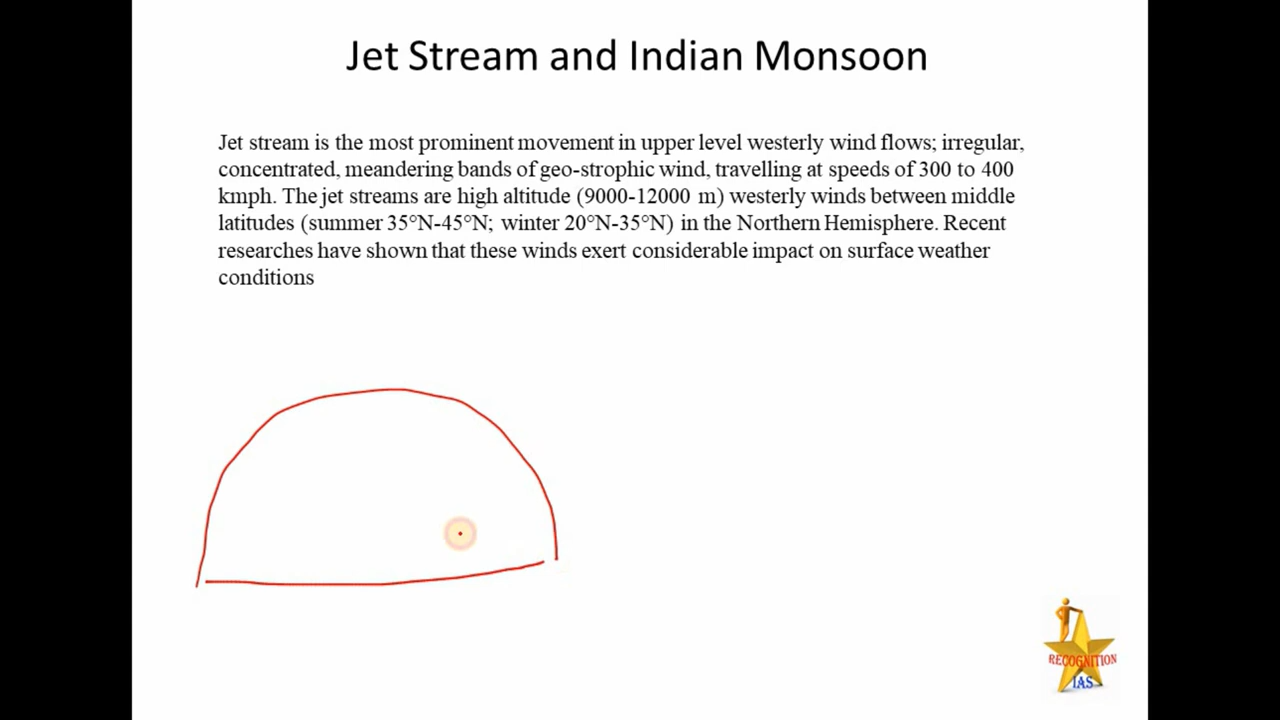 Jet Stream and Indian Monsoon
Jet stream is the most prominent movement in upper level westerly wind flows; irregular,
concentrated, meandering bands of geo-strophic wind, travelling at speeds of 300 to 400
kmph. The jet streams are high altitude (9000-12000 m) westerly winds between middle
latitudes (summer 35°N-45°N; winter 20°N-35°N) in the Northern Hemisphere. Recent
researches have shown that these winds exert considerable impact on surface weather
conditions
RECOGNITION
IAS